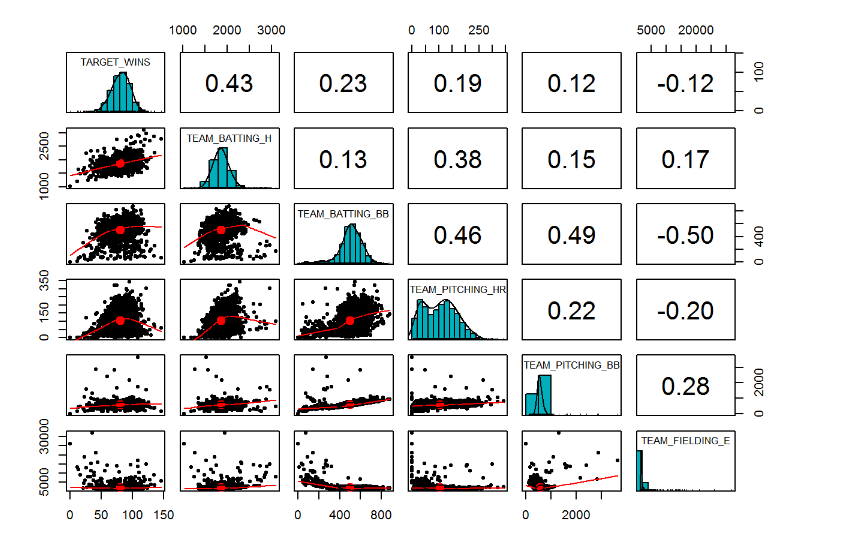 1000 2000 3000
0 100 250
5000 20000
TARGET_WINS
0.43
0.23
0.19
0.12
-0.12
0 100
1000 2500
TEAM_BATTING_H
0.13
0.38
0.15
0.17
TEAM_BATTING_BB
0.46
0.49
-0.50
0 400
0 150 350
TEAM_PITCHING_HR
0.22
-0.20
TEAM_PITCHING_BB
0.28
0 2000
5000 30000
TEAM_FIELDING_E
0 50 100 150
0 400 800
0 2000